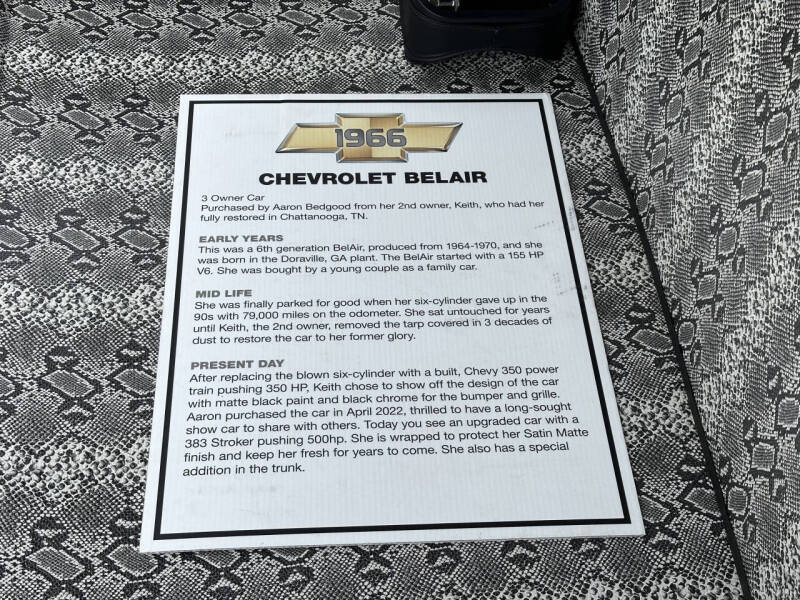 1966
CHEVROLET BELAIR
3 Owner Car
Purchased by Aaron Bedgood from her 2nd owner, Keith, who had her
fully restored in Chattanooga, TN.
EARLY YEARS
This was a 6th generation BelAir, produced from 1964-1970, and she
was born in the Doraville, GA plant. The BelAir started with a 155 HP
V6. She was bought by a young couple as a family car.
MID LIFE
She was finally parked for good when her six-cylinder gave up in the
90s with 79,000 miles on the odometer. She sat untouched for years
until Keith, the 2nd owner, removed the tarp covered in 3 decades of
dust to restore the car to her former glory.
PRESENT DAY
After replacing the blown six-cylinder with a built, Chevy 350 power
train pushing 350 HP, Keith chose to show off the design of the car
with matte black paint and black chrome for the bumper and grille.
Aaron purchased the car in April 2022, thrilled to have a long-sought
show car to share with others. Today you see an upgraded car with a
383 Stroker pushing 500hp. She is wrapped to protect her Satin Matte
finish and keep her fresh for years to come. She also has a special
addition in the trunk.